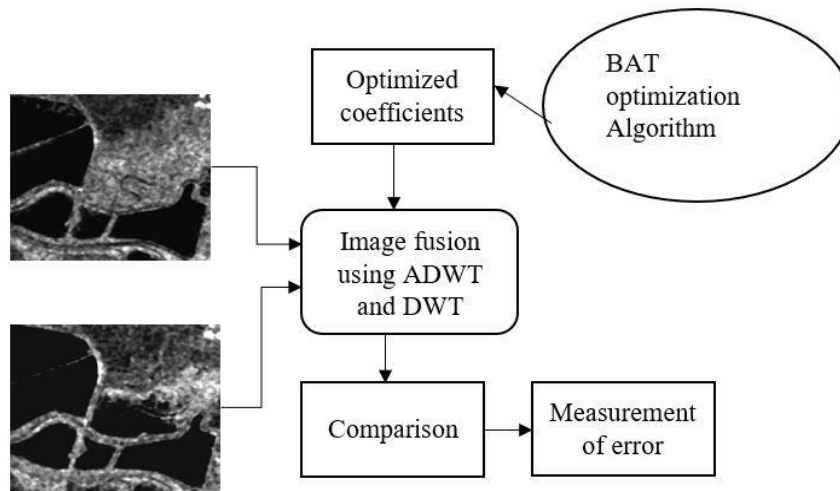 Optimized
coefficients
BAT
optimization
Algorithm
Image fusion
using ADWT
and DWT
Comparison
Measurement
of error